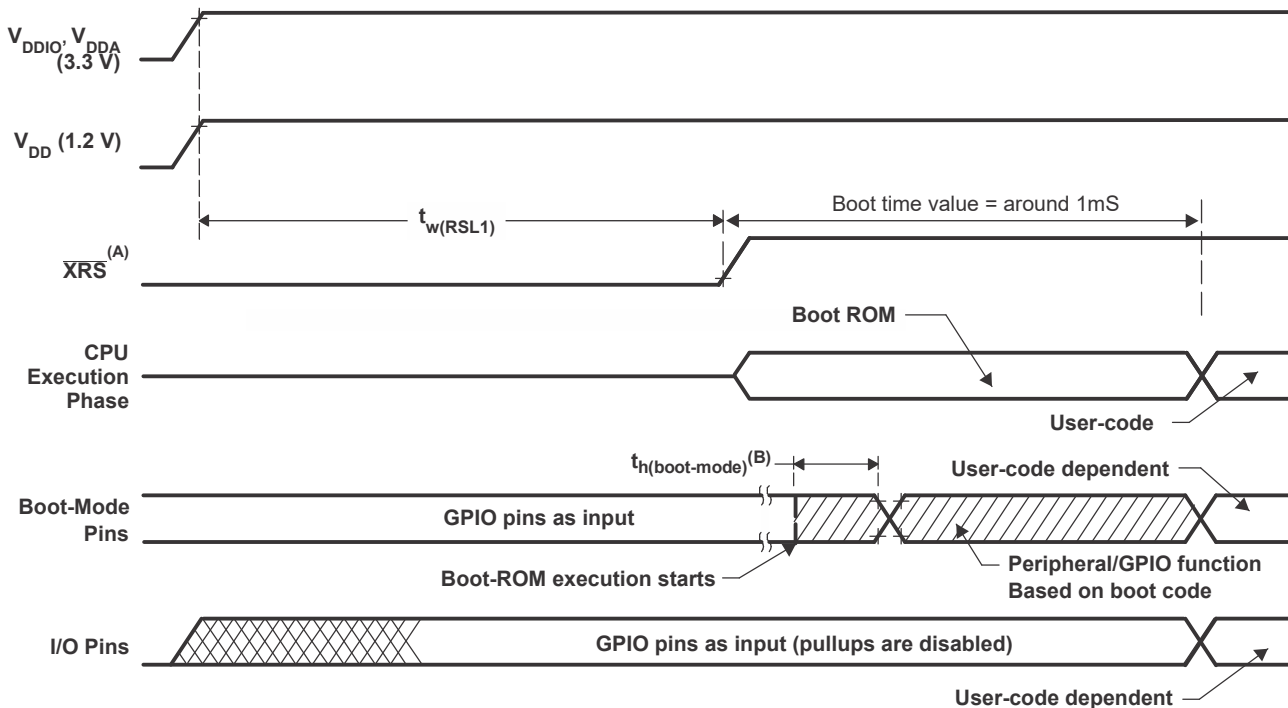 V_DDIO, V_DDA
(3.3 V)
V_DD (1.2 V)
t_w(RSL1)
Boot time value = around 1mS
X̅R̅S̅ (A)
Boot ROM
CPU
Execution
Phase
User-code
t_h(boot-mode) (B)
User-code dependent
Boot-Mode
Pins
GPIO pins as input
Boot-ROM execution starts
Peripheral/GPIO function
Based on boot code
I/O Pins
GPIO pins as input (pullups are disabled)
User-code dependent